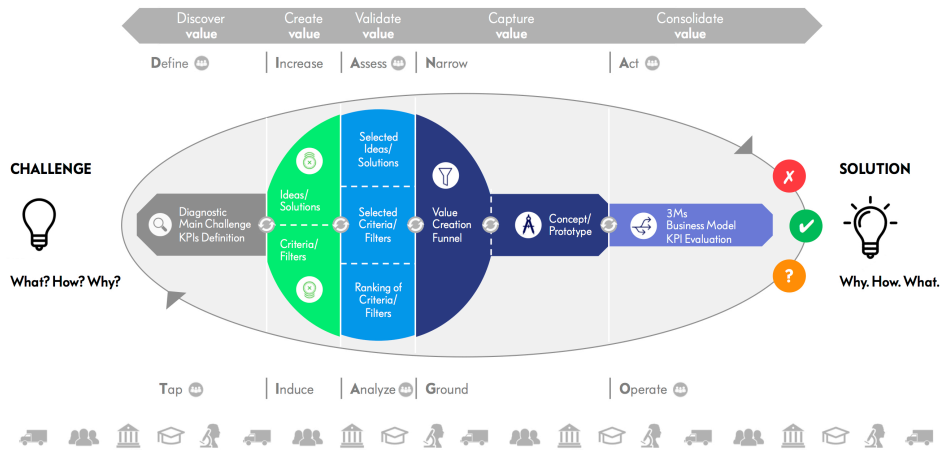 Discover
value
Create
value
Validate
value
Capture
value
Consolidate
value
Define
Increase
Assess
Narrow
Act
CHALLENGE
What? How? Why?
Diagnostic
Main Challenge
KPIs Definition
Ideas/
Solutions
Criteria/
Filters
Selected
Ideas/
Solutions
Selected
Criteria/
Filters
Ranking of
Criteria/
Filters
Value
Creation
Funnel
Concept/
Prototype
3Ms
Business Model
KPI Evaluation
✗
✓
?
SOLUTION
Why. How. What.
Tap
Induce
Analyze
Ground
Operate